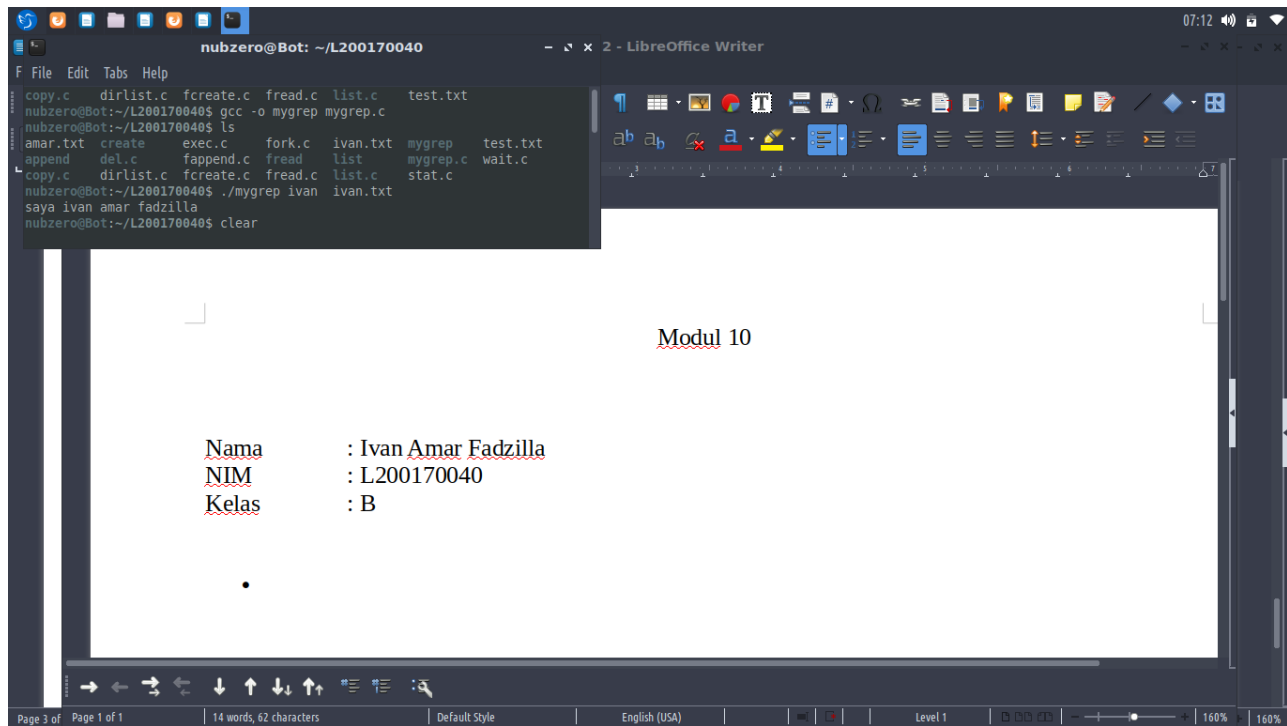 07:12
nubzero@Bot: ~/L200170040
2 - LibreOffice Writer
F File Edit Tabs Help
copy.c dirlist.c fcreate.c fread.c list.c test.txt
nubzero@Bot:~/L200170040$ gcc -o mygrep mygrep.c
nubzero@Bot:~/L200170040$ ls
amar.txt create exec.c fork.c ivan.txt mygrep test.txt
append del.c fappend.c fread list mygrep.c wait.c
copy.c dirlist.c fcreate.c fread.c list.c stat.c
nubzero@Bot:~/L200170040$ ./mygrep ivan ivan.txt
saya ivan amar fadzilla
nubzero@Bot:~/L200170040$ clear
Modul 10
Nama : Ivan Amar Fadzilla
NIM : L200170040
Kelas : B
Page 3 of Page 1 of 1 14 words, 62 characters Default Style English (USA) Level 1 160% 160%